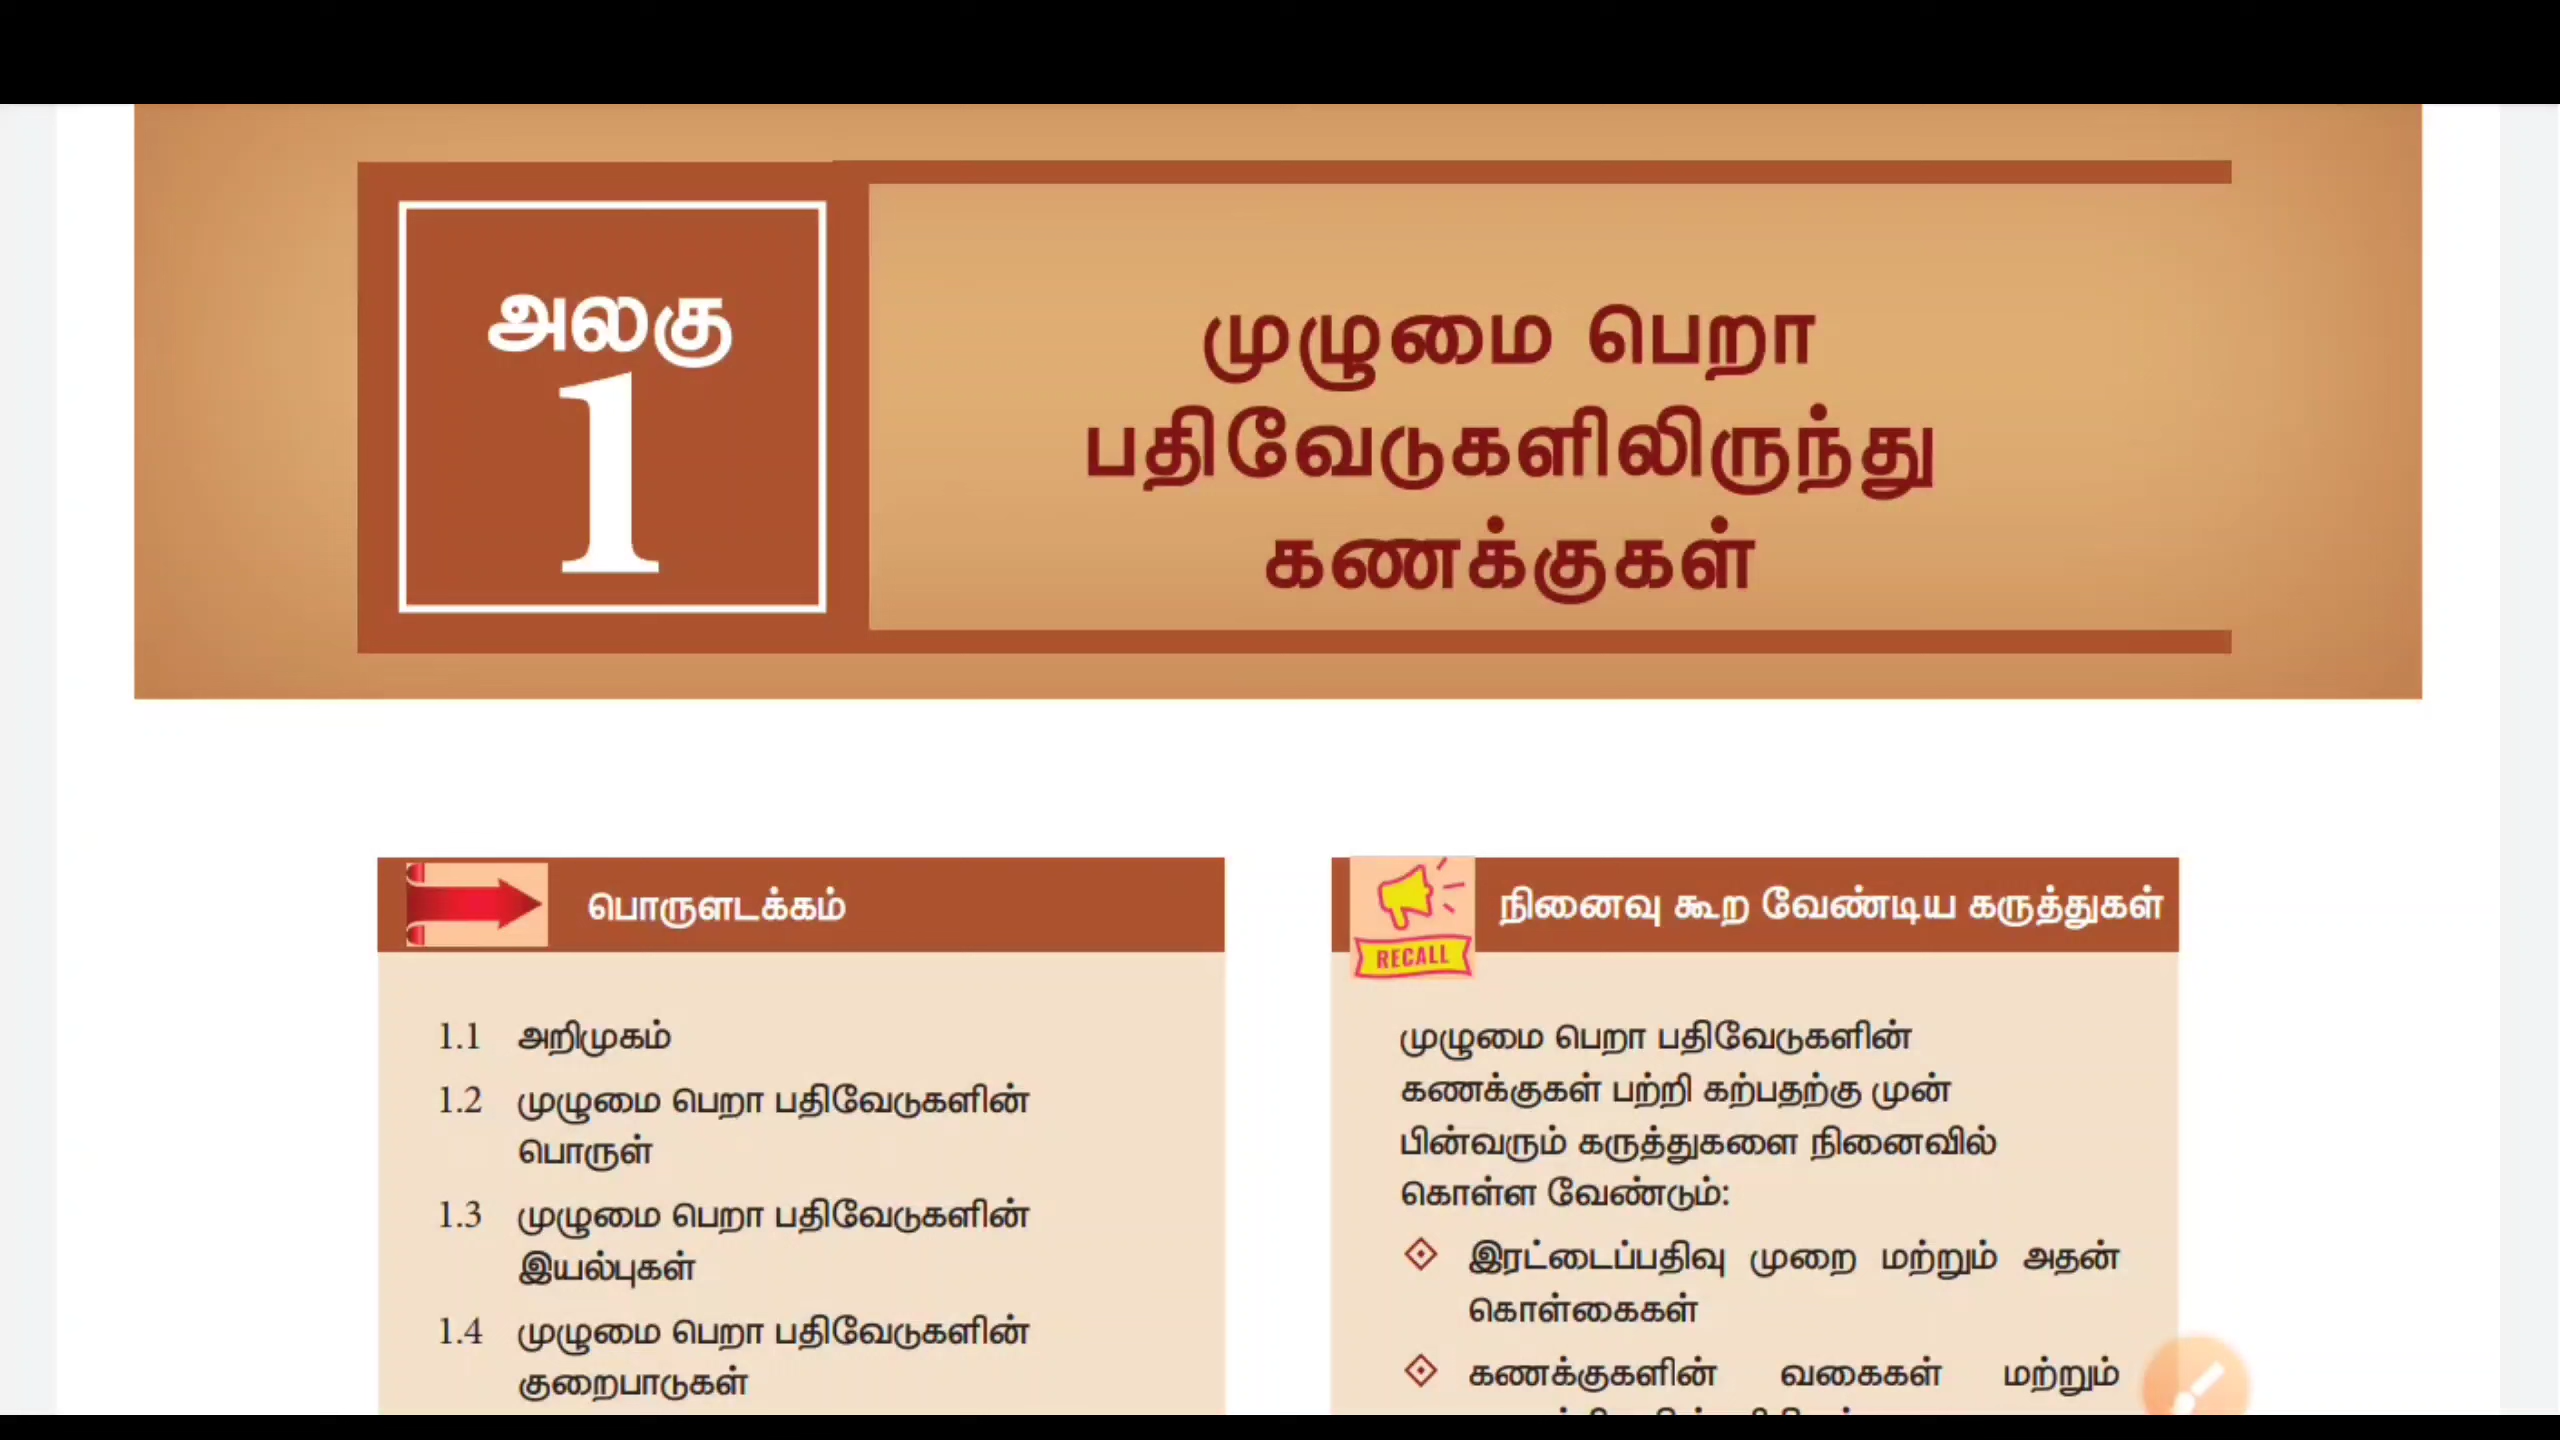 அலகு
1
முழுமை பெறா
பதிவேடுகளிலிருந்து
கணக்குகள்
பொருளடக்கம்
1.1 அறிமுகம்
1.2 முழுமை பெறா பதிவேடுகளின்
பொருள்
1.3 முழுமை பெறா பதிவேடுகளின்
இயல்புகள்
1.4 முழுமை பெறா பதிவேடுகளின்
குறைபாடுகள்
RECALL
நினைவு கூற வேண்டிய கருத்துகள்
முழுமை பெறா பதிவேடுகளின்
கணக்குகள் பற்றி கற்பதற்கு முன்
பின்வரும் கருத்துகளை நினைவில்
கொள்ள வேண்டும்:
இரட்டைப்பதிவு முறை மற்றும் அதன்
கொள்கைகள்
கணக்குகளின் வகைகள் மற்றும்